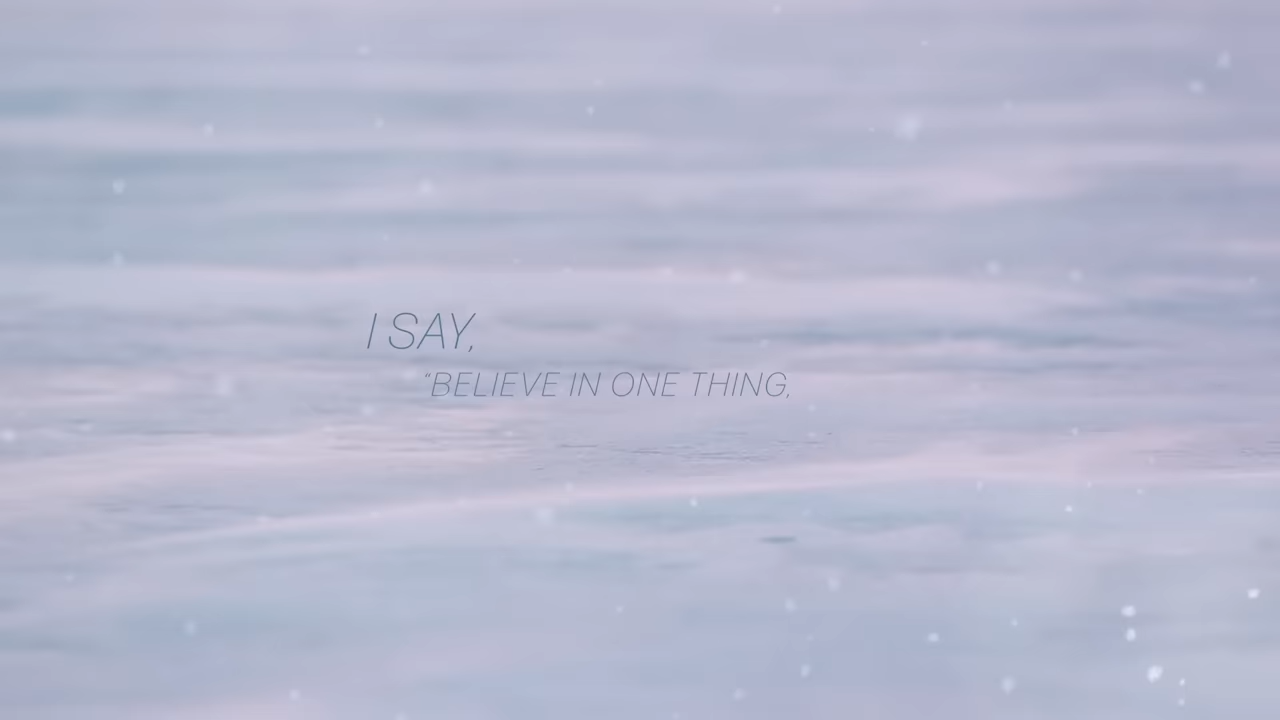 I SAY,
“BELIEVE IN ONE THING,